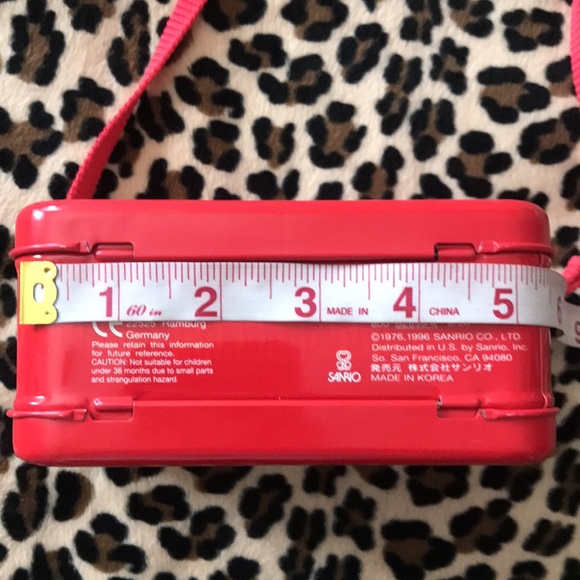 1 60 in 2 3 MADE IN 4 CHINA 5 6
22525 Hamburg
Germany
Please retain this information
for future reference.
CAUTION: Not suitable for children
under 36 months due to small parts
and strangulation hazard.
SANRIO
©1976,1996 SANRIO CO., LTD.
Distributed in U.S. by Sanrio, Inc.
So. San Francisco, CA 94080
発売元 株式会社サンリオ
MADE IN KOREA